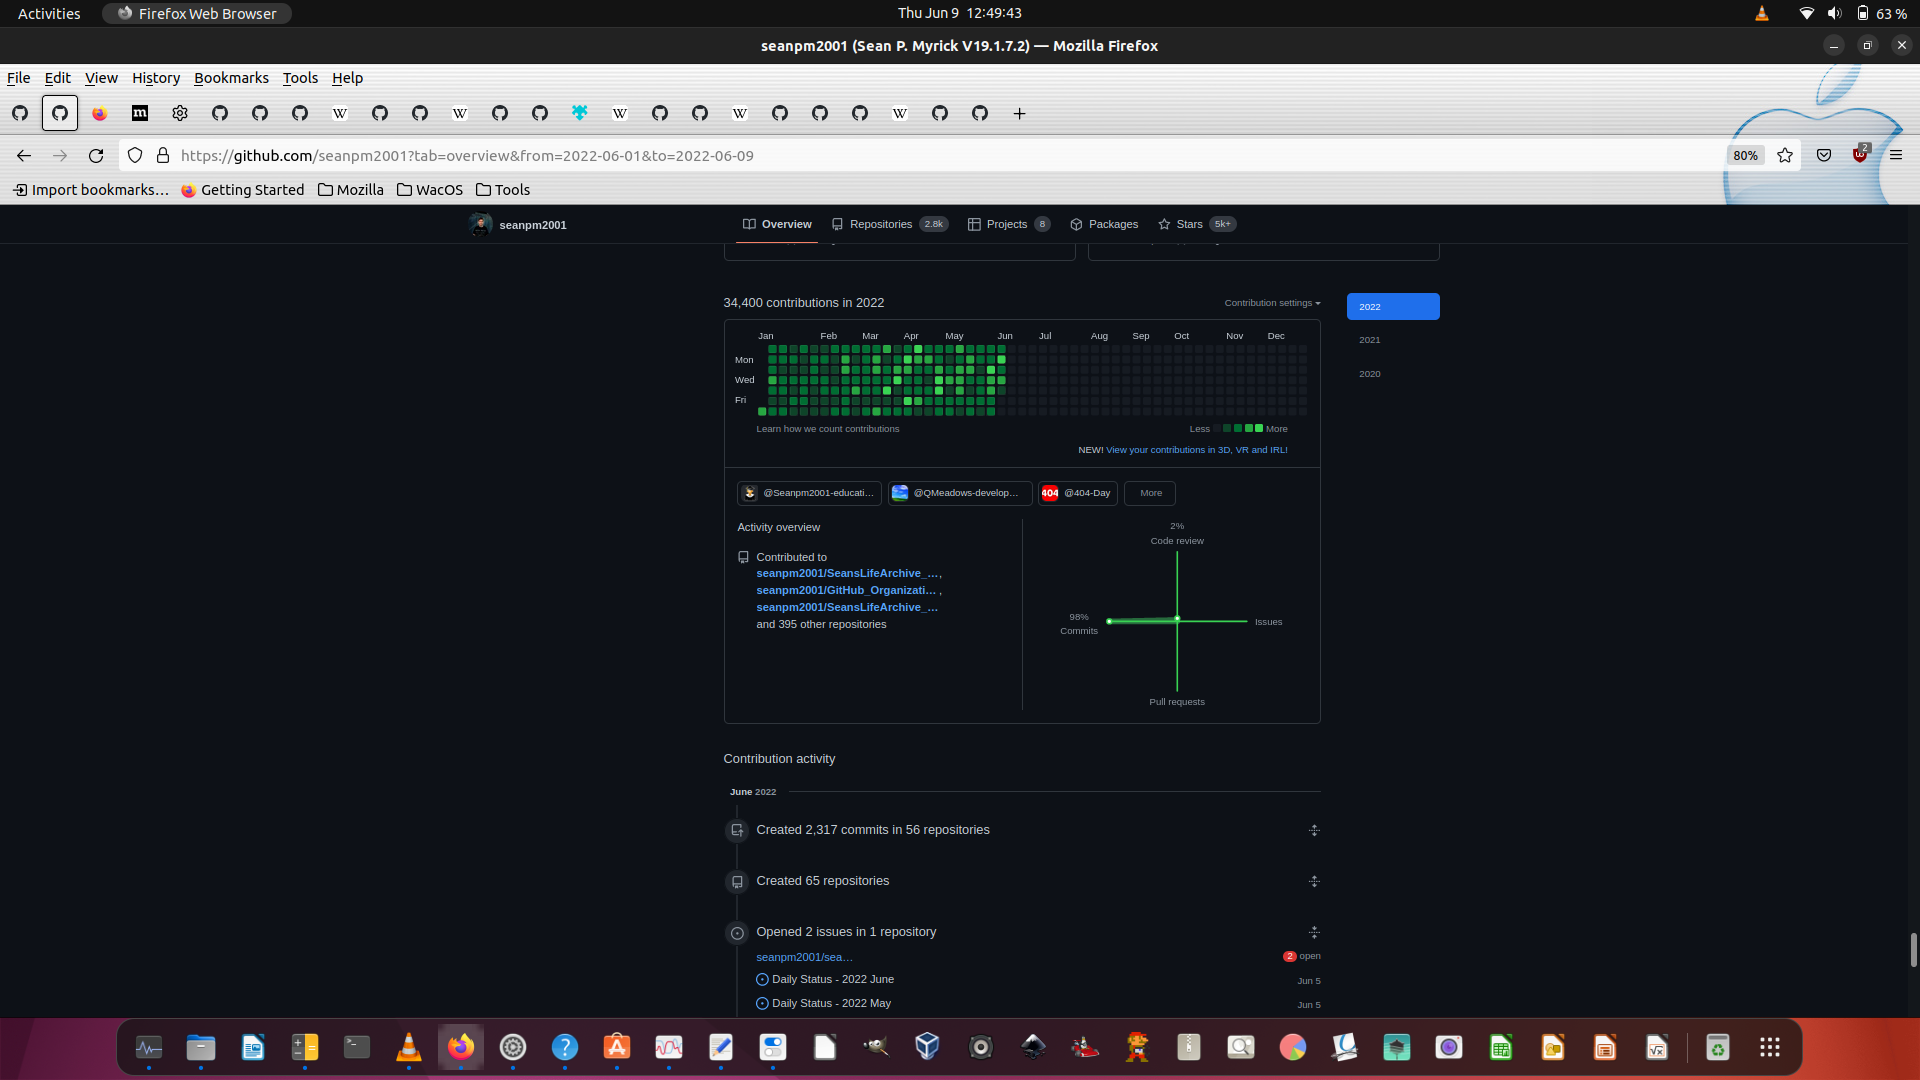 Activities
Firefox Web Browser
Thu Jun 9 12:49:43
63 %
seanpm2001 (Sean P. Myrick V19.1.7.2) — Mozilla Firefox
File Edit View History Bookmarks Tools Help
https://github.com/seanpm2001?tab=overview&from=2022-06-01&to=2022-06-09
80%
2
Import bookmarks…
Getting Started
Mozilla
WacOS
Tools
seanpm2001
Overview
Repositories 2.8k
Projects 8
Packages
Stars 5k+
34,400 contributions in 2022
Contribution settings
2022
2021
2020
Jan Feb Mar Apr May Jun Jul Aug Sep Oct Nov Dec
Mon
Wed
Fri
Learn how we count contributions
Less
More
NEW! View your contributions in 3D, VR and IRL!
@Seanpm2001-educati…
@QMeadows-develop…
404 @404-Day
More
Activity overview
Contributed to
seanpm2001/SeansLifeArchive_…,
seanpm2001/GitHub_Organizati… ,
seanpm2001/SeansLifeArchive_…
and 395 other repositories
2%
Code review
98%
Commits
Issues
Pull requests
Contribution activity
June 2022
Created 2,317 commits in 56 repositories
Created 65 repositories
Opened 2 issues in 1 repository
seanpm2001/sea…
2 open
Daily Status - 2022 June
Jun 5
Daily Status - 2022 May
Jun 5